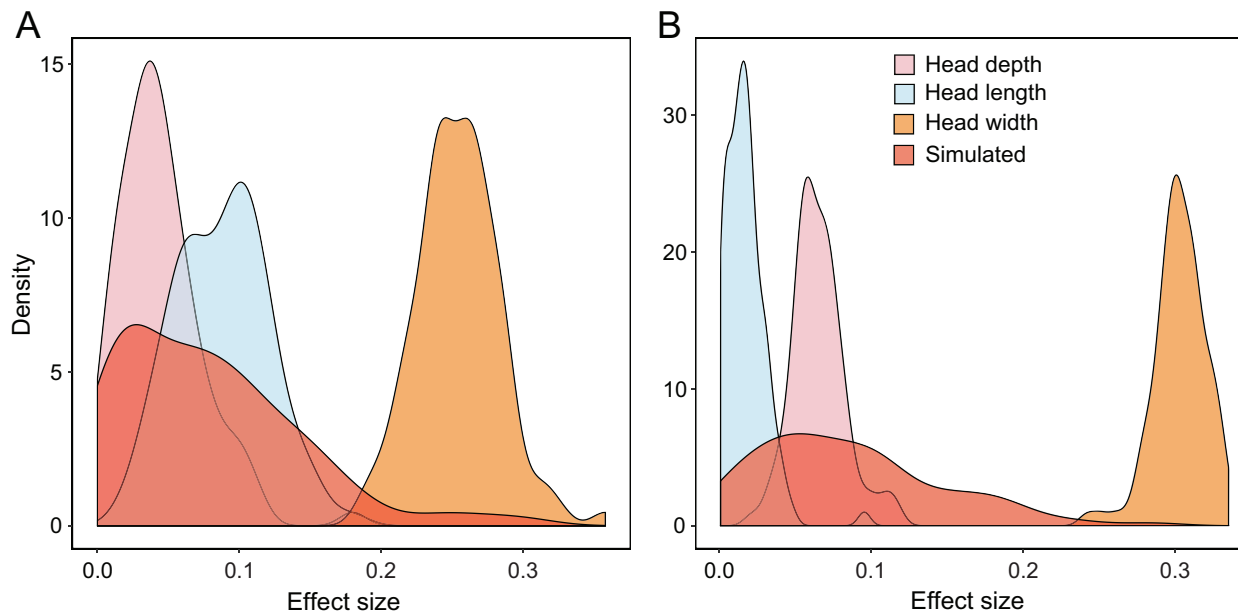 A
B
15
10
5
0
Density
0.0
0.1
0.2
0.3
Effect size
30
20
10
0
Head depth
Head length
Head width
Simulated
0.0
0.1
0.2
0.3
Effect size